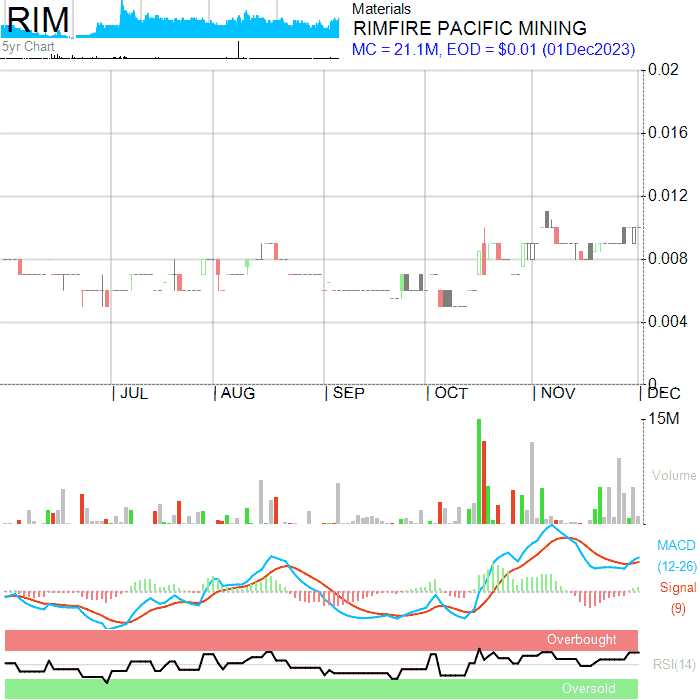 RIM
5yr Chart
Materials
RIMFIRE PACIFIC MINING
MC = 21.1M, EOD = $0.01 (01Dec2023)
0.02
0.016
0.012
0.008
0.004
0
JUL AUG SEP OCT NOV DEC
15M
Volume
MACD
(12-26)
Signal
(9)
Overbought
RSI(14)
Oversold